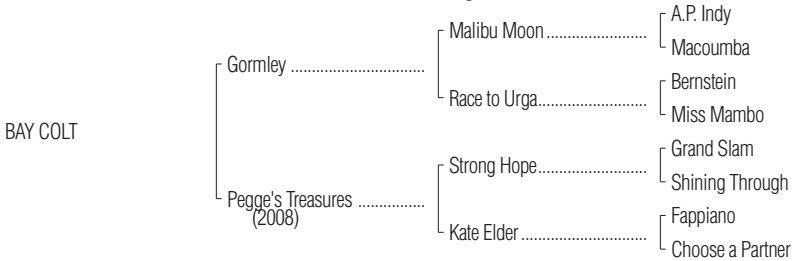 A.P. Indy
Malibu Moon ........................
Macoumba
Gormley ................................
Bernstein
Race to Urga..........................
Miss Mambo
BAY COLT
Grand Slam
Strong Hope..........................
Shining Through
Pegge's Treasures ................
(2008)
Fappiano
Kate Elder ..............................
Choose a Partner